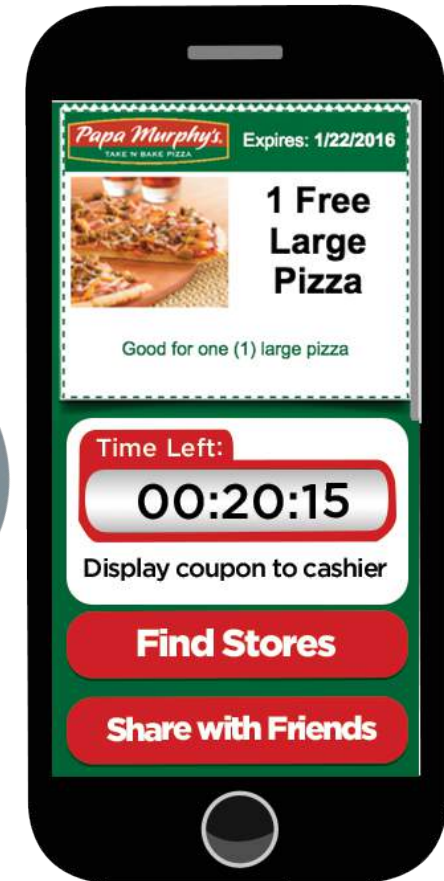 Papa Murphy's.
TAKE 'N' BAKE PIZZA
Expires: 1/22/2016
1 Free
Large
Pizza
Good for one (1) large pizza
Time Left:
00:20:15
Display coupon to cashier
Find Stores
Share with Friends